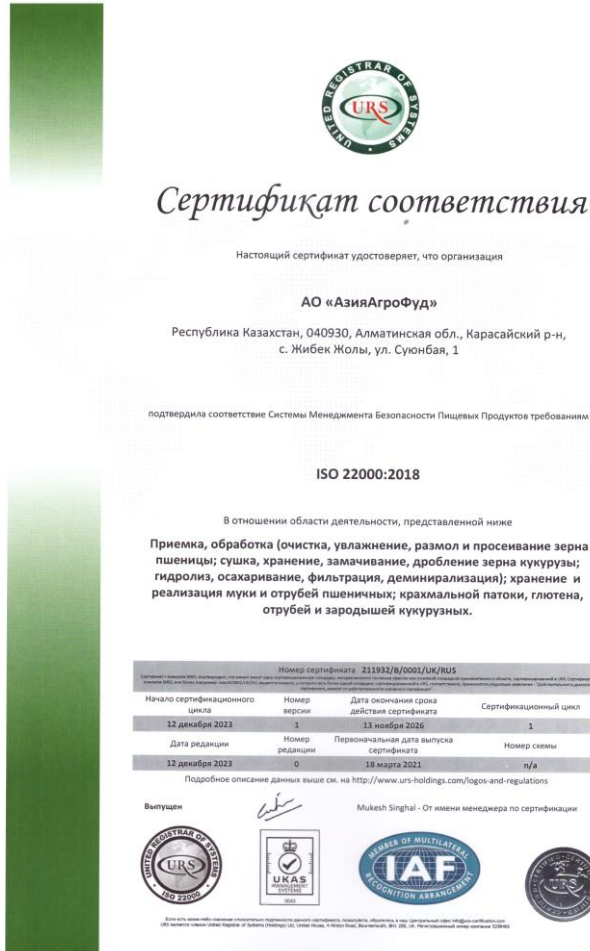 UNITED REGISTRAR OF SYSTEMS
URS
Сертификат соответствия
Настоящий сертификат удостоверяет, что организация
АО «АзияАгроФуд»
Республика Казахстан, 040930, Алматинская обл., Карасайский р-н,
с. Жибек Жолы, ул. Суюнбая, 1
подтвердила соответствие Системы Менеджмента Безопасности Пищевых Продуктов требованиям
ISO 22000:2018
В отношении области деятельности, представленной ниже
Приемка, обработка (очистка, увлажнение, размол и просеивание зерна
пшеницы; сушка, хранение, замачивание, дробление зерна кукурузы;
гидролиз, осахаривание, фильтрация, деминирализация); хранение и
реализация муки и отрубей пшеничных; крахмальной патоки, глютена,
отрубей и зародышей кукурузных.
Номер сертификата 211932/B/0001/UK/RUS
Начало сертификационного цикла Номер версии Дата окончания срока действия сертификата Сертификационный цикл
12 декабря 2023 1 13 ноября 2026 1
Дата редакции Номер редакции Первоначальная дата выпуска сертификата Номер схемы
12 декабря 2023 0 18 марта 2021 n/a
Подробное описание данных выше см. на http://www.urs-holdings.com/logos-and-regulations
Выпущен Mukesh Singhal - От имени менеджера по сертификации
UNITED REGISTRAR OF SYSTEMS
URS
ISO 22000
UKAS
MANAGEMENT
SYSTEMS
0043
MEMBER OF MULTILATERAL
IAF
RECOGNITION ARRANGEMENT
URS